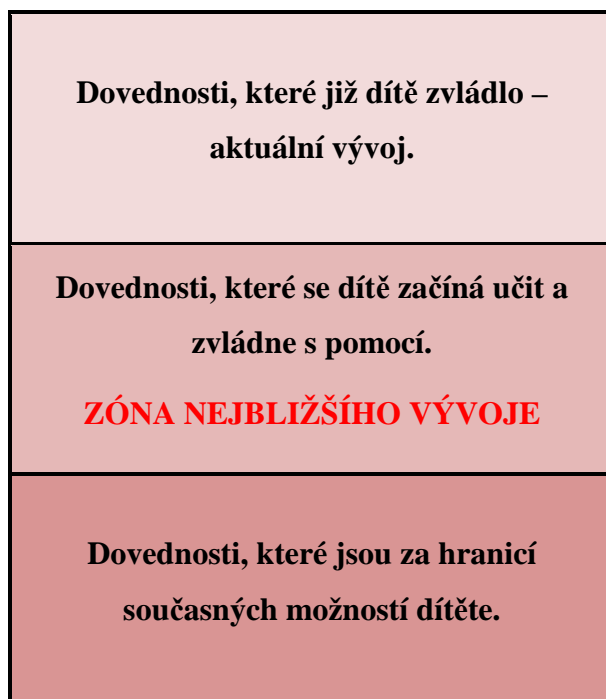 Dovednosti, které již dítě zvládlo –
aktuální vývoj.
Dovednosti, které se dítě začíná učit a
zvládne s pomocí.
ZÓNA NEJBLIŽŠÍHO VÝVOJE
Dovednosti, které jsou za hranicí
současných možností dítěte.